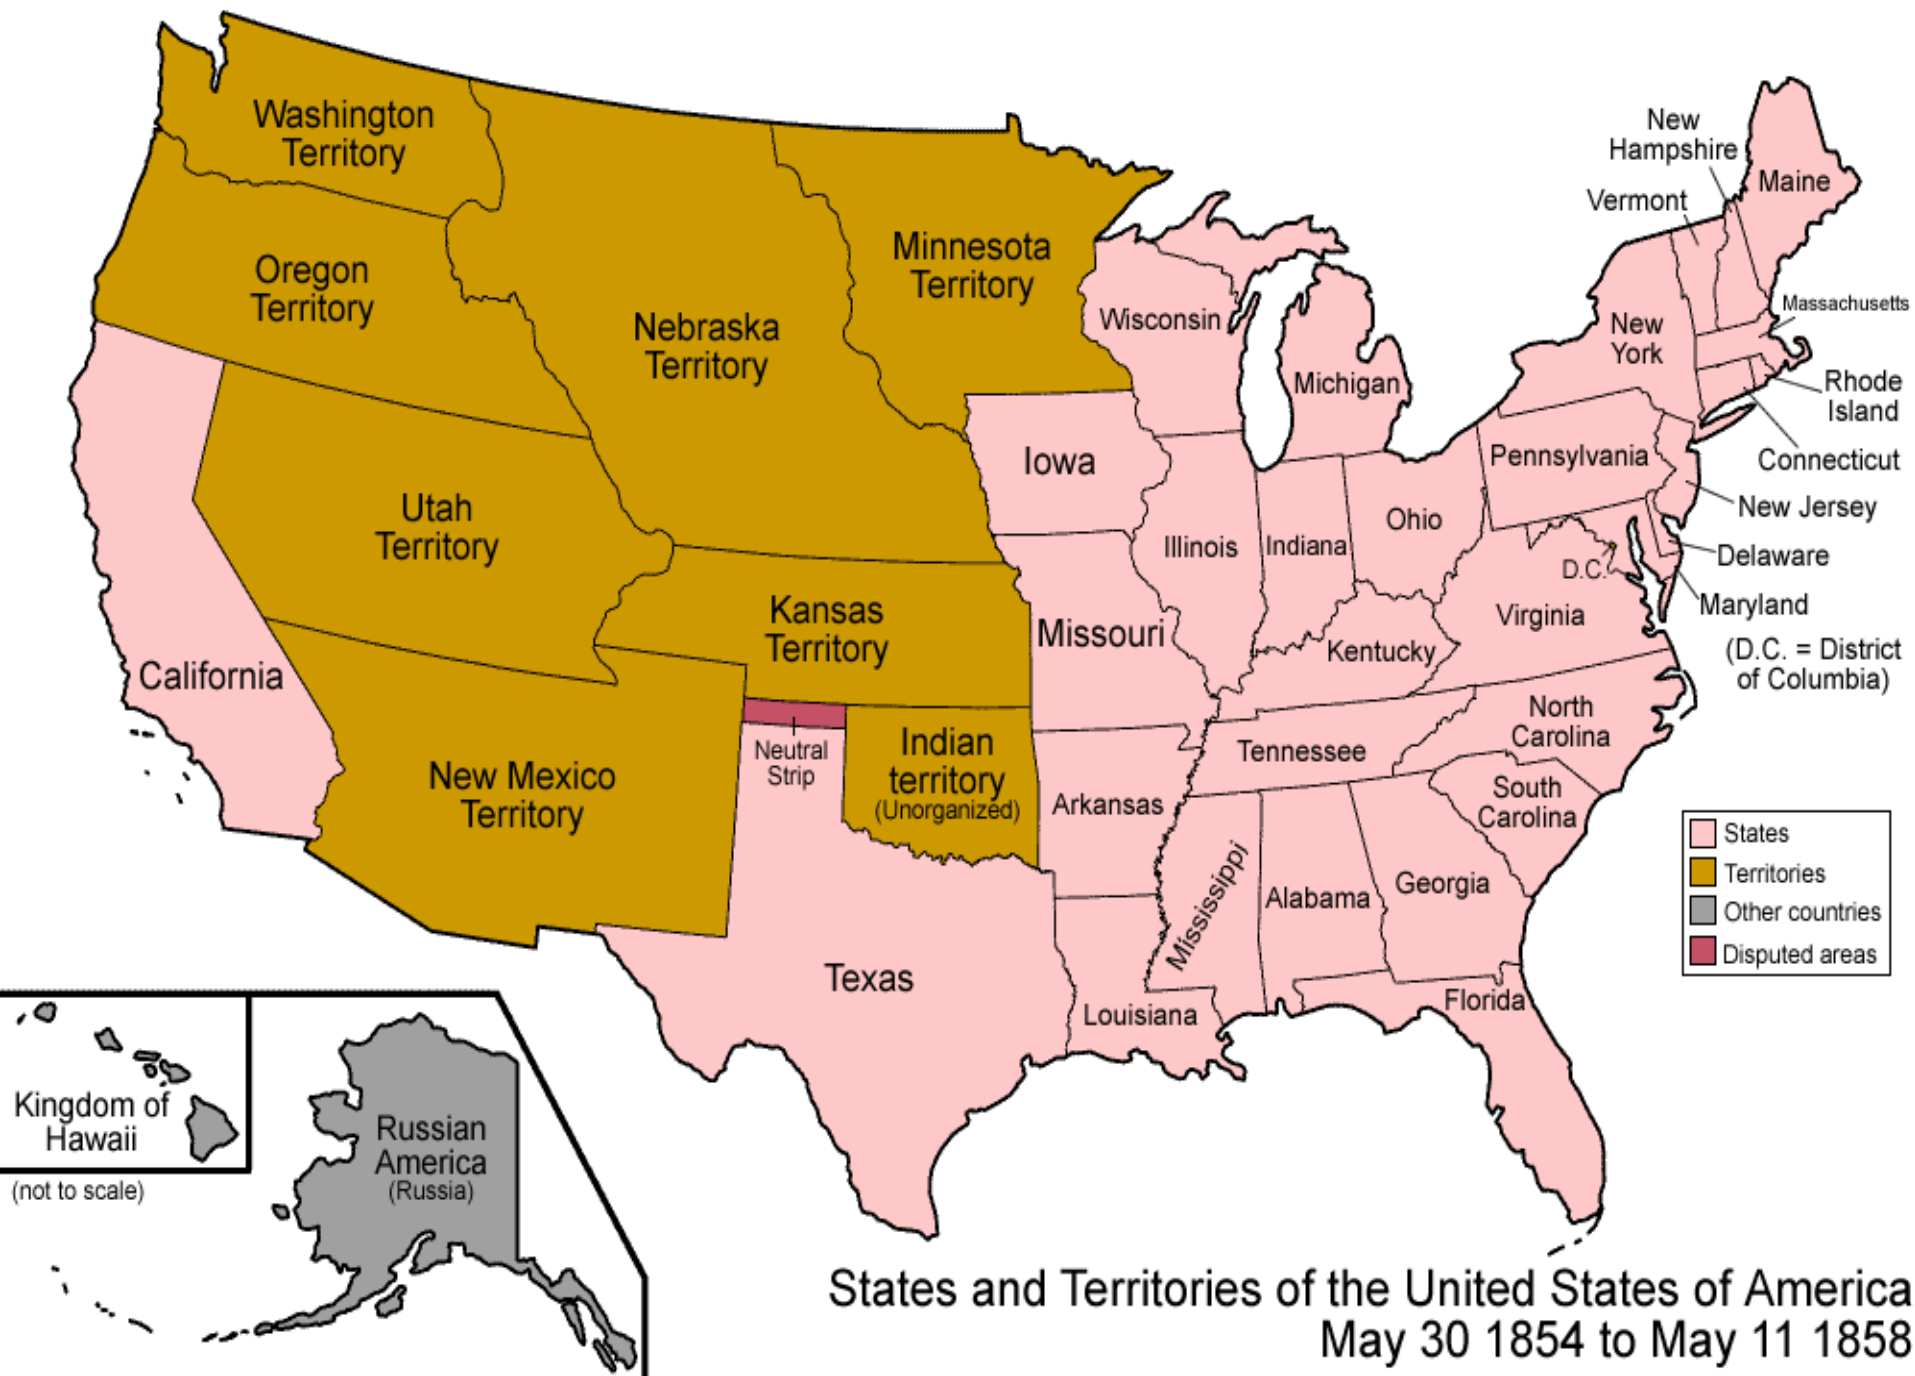 Washington
Territory
Oregon
Territory
Nebraska
Territory
Minnesota
Territory
Utah
Territory
Kansas
Territory
New Mexico
Territory
Indian
territory
(Unorganized)
Neutral
Strip
California
Texas
Iowa
Missouri
Arkansas
Louisiana
Wisconsin
Michigan
Illinois
Indiana
Ohio
Kentucky
Tennessee
Mississippi
Alabama
Georgia
Florida
South
Carolina
North
Carolina
Virginia
D.C.
Pennsylvania
New
York
Vermont
New
Hampshire
Maine
Massachusetts
Rhode
Island
Connecticut
New Jersey
Delaware
Maryland
(D.C. = District
of Columbia)
States
Territories
Other countries
Disputed areas
Kingdom of
Hawaii
(not to scale)
Russian
America
(Russia)
States and Territories of the United States of America
May 30 1854 to May 11 1858